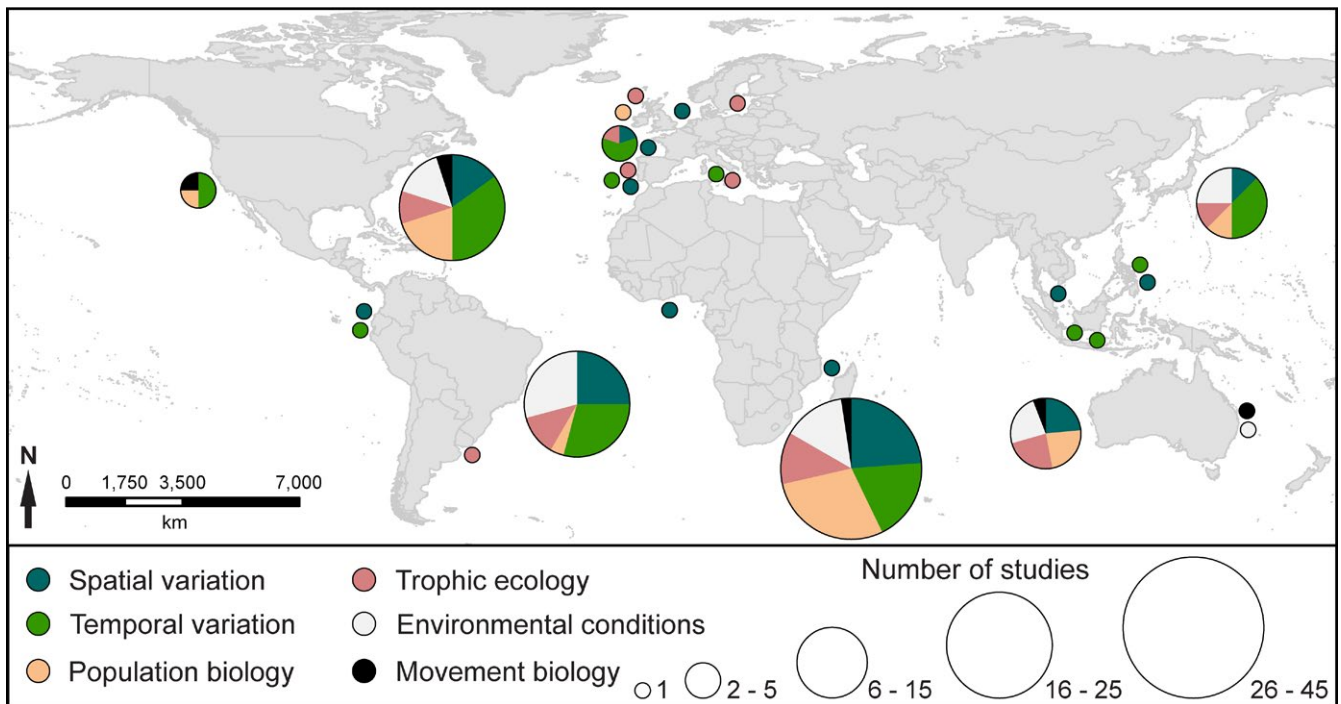 N
0 1,750 3,500 7,000
km
Spatial variation
Temporal variation
Population biology
Trophic ecology
Environmental conditions
Movement biology
Number of studies
1 2 - 5 6 - 15 16 - 25 26 - 45